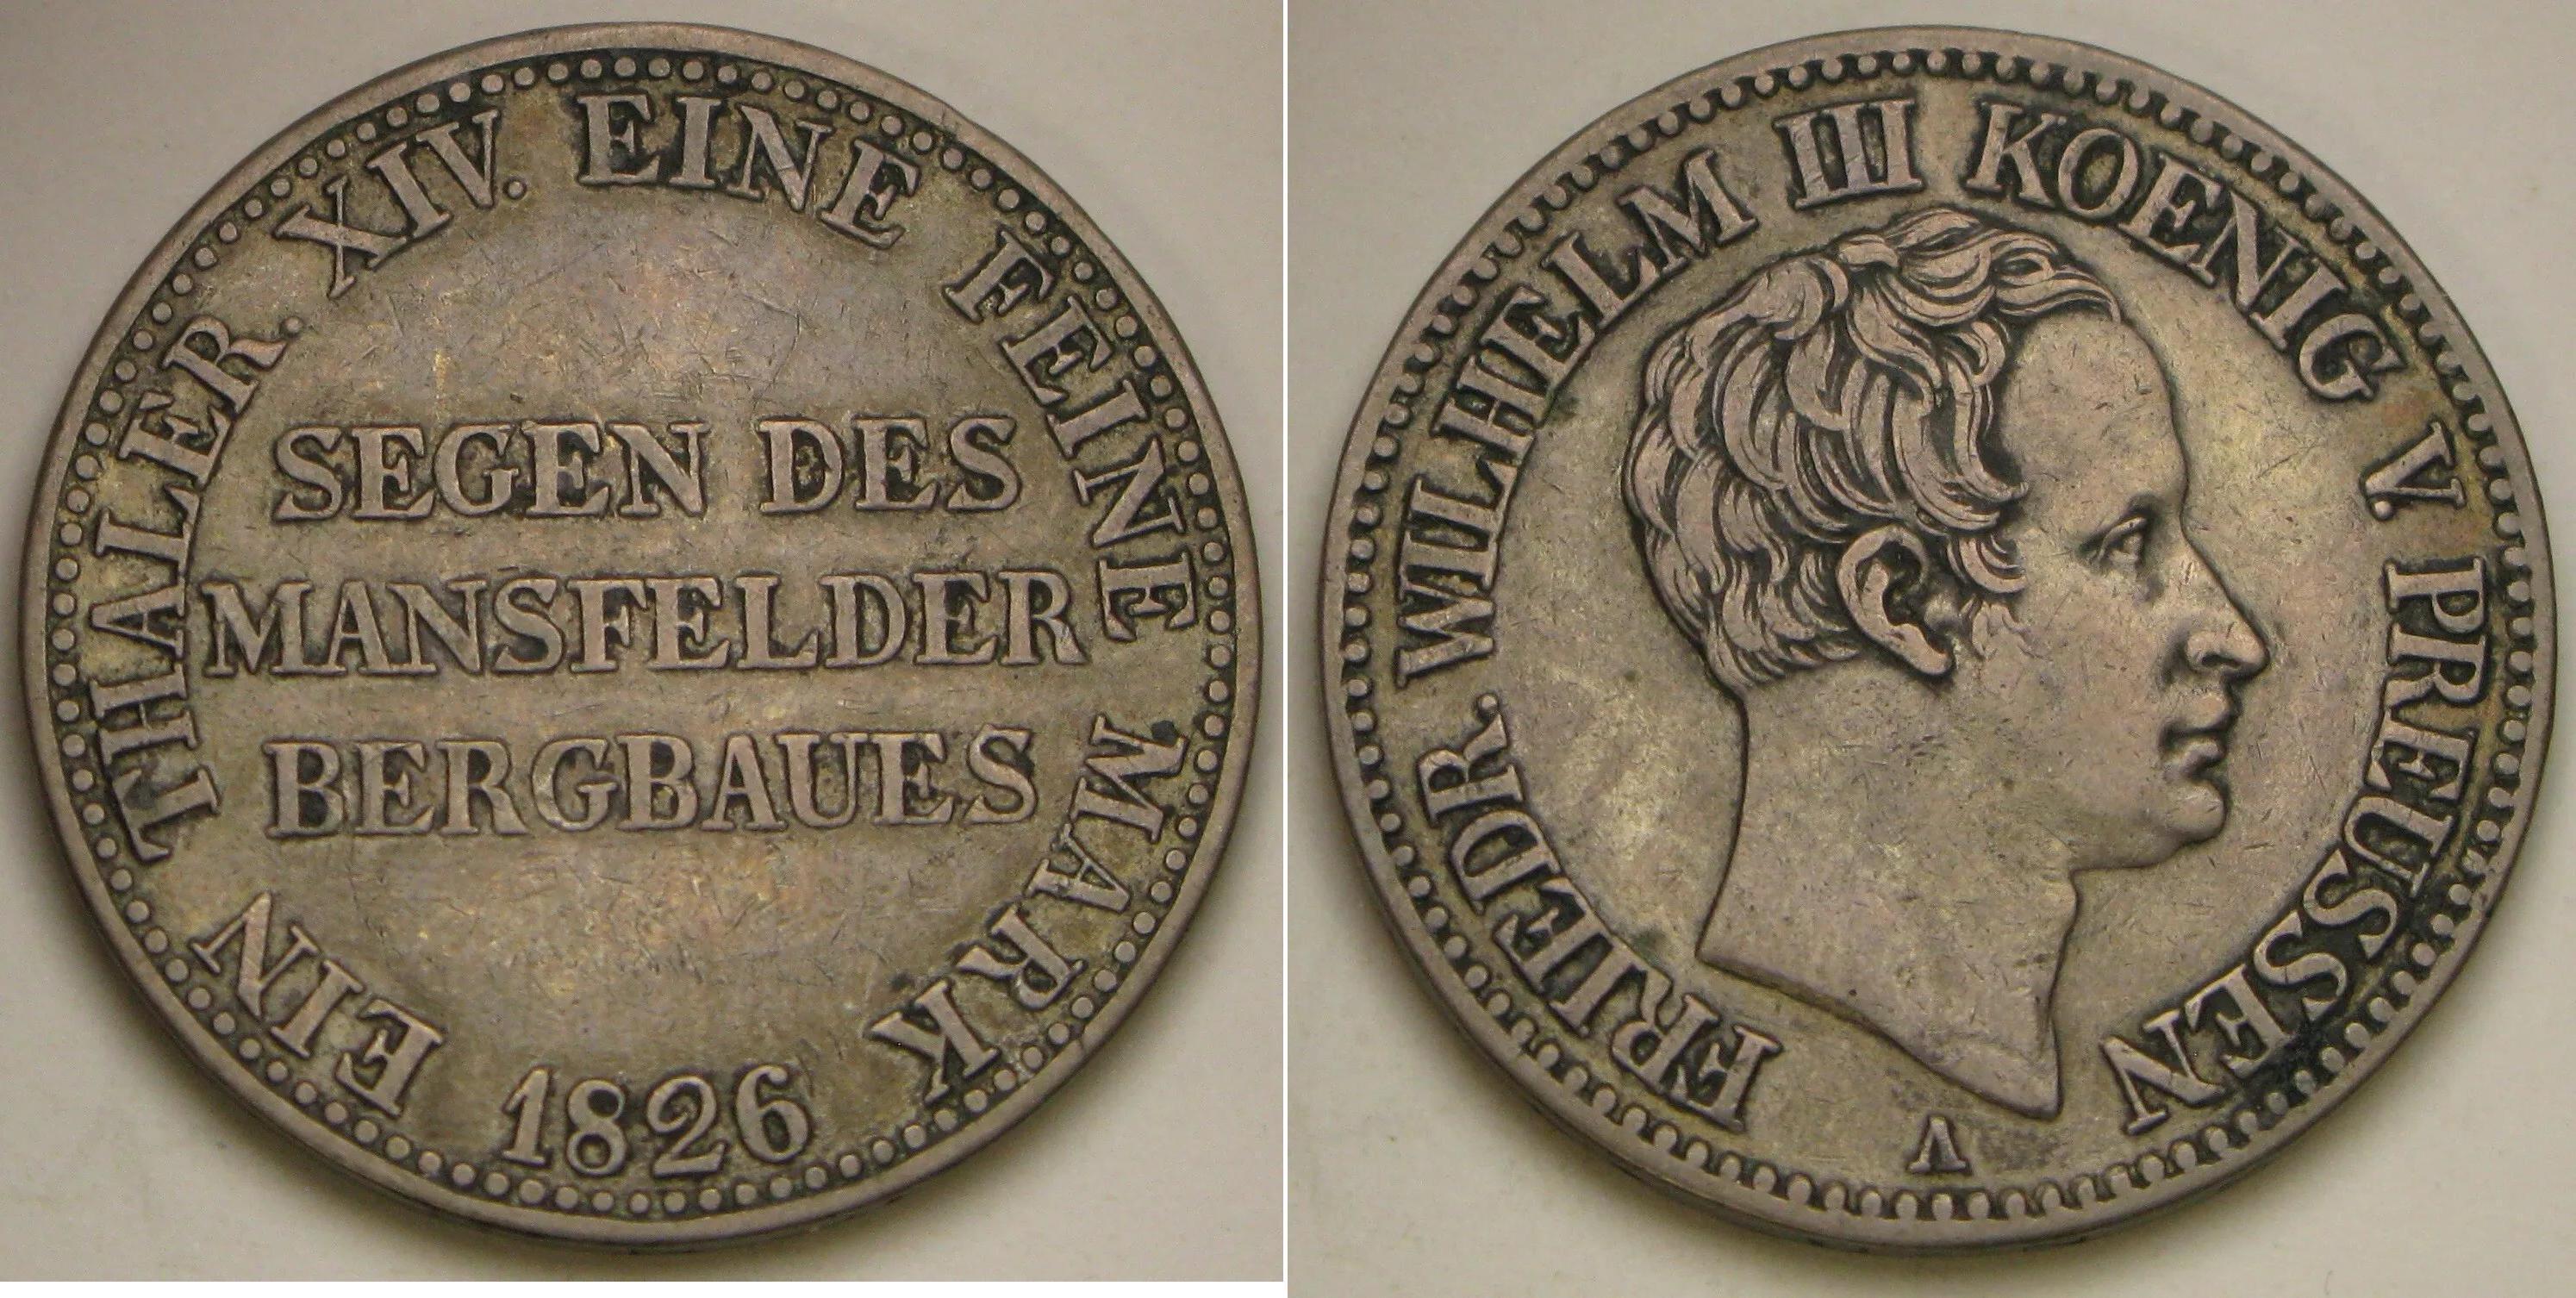 EIN THALER. XIV. EINE FEINE MARK
SEGEN DES
MANSFELDER
BERGBAUES
1826
FRIEDR. WILHELM III KOENIG V. PREUSSEN
A